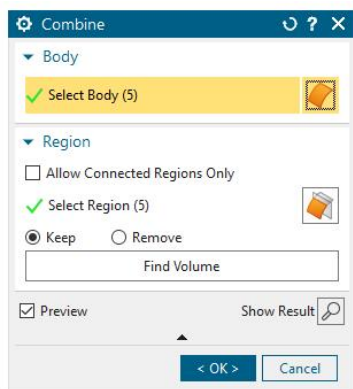 Combine
Body
Select Body (5)
Region
Allow Connected Regions Only
Select Region (5)
Keep Remove
Find Volume
Preview Show Result
< OK > Cancel